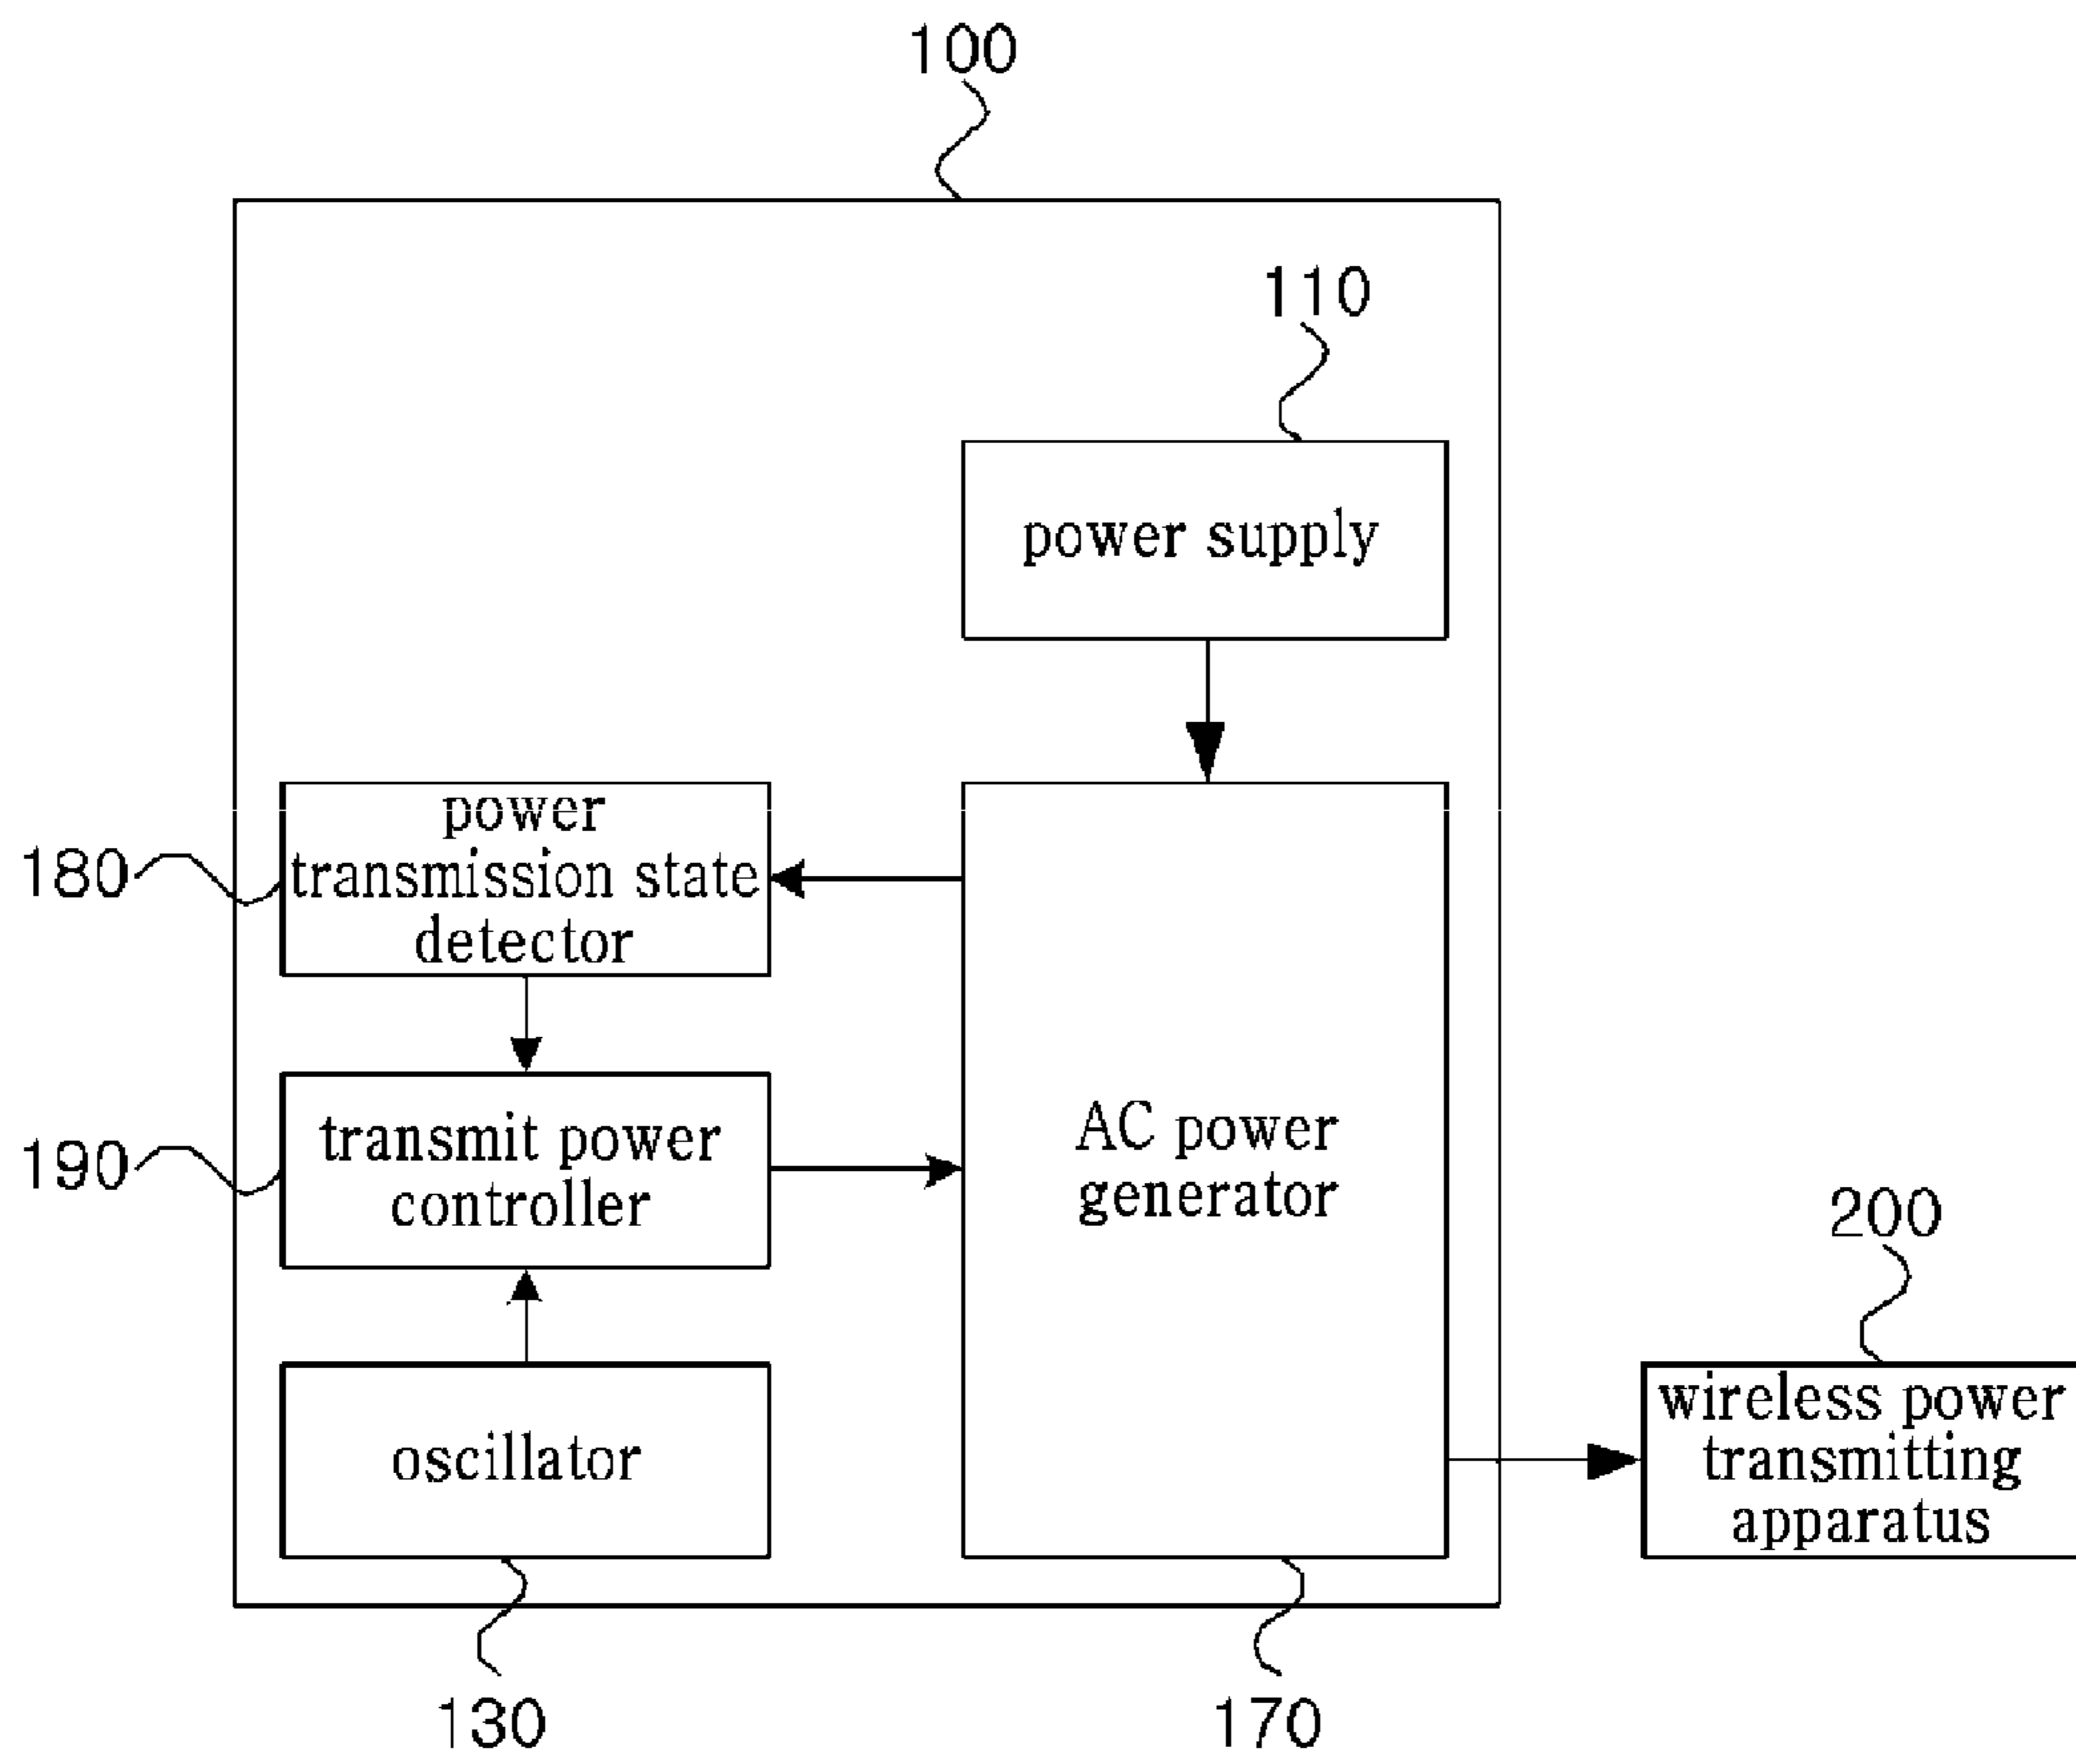 100
110
power supply
power
transmission state
detector
180
transmit power
controller
190
AC power
generator
200
oscillator
wireless power
transmitting
apparatus
130
170